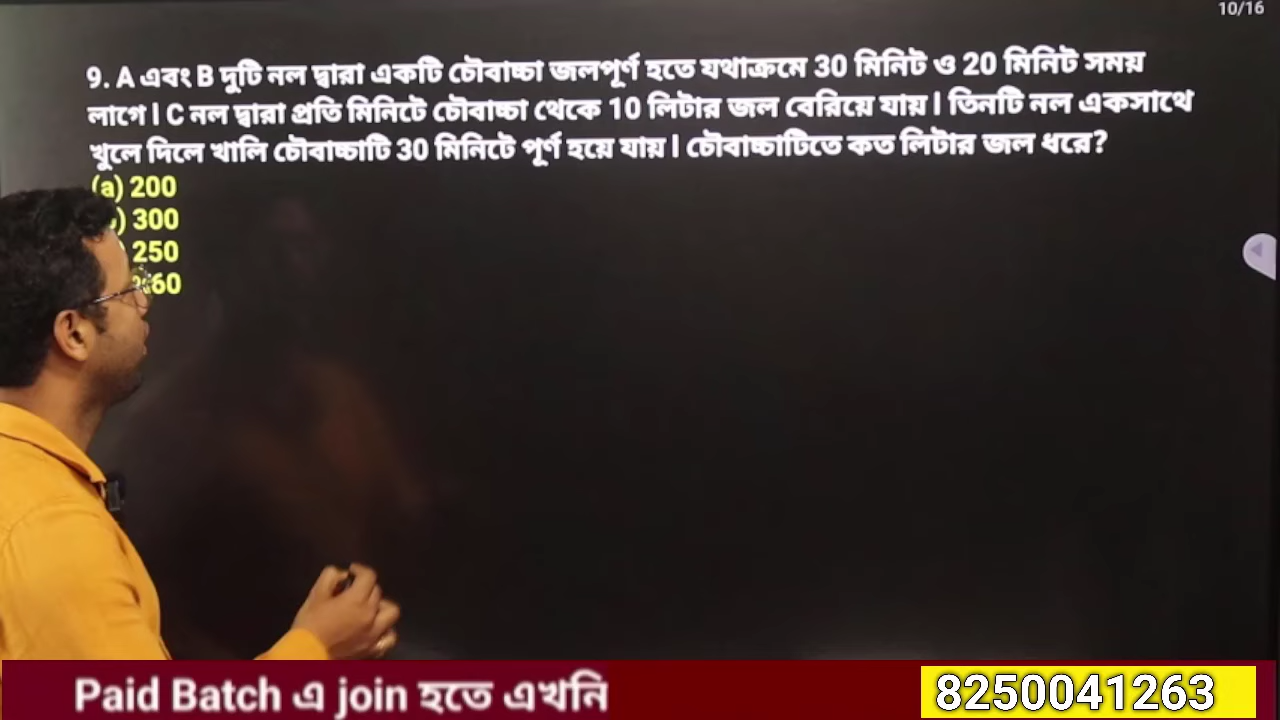 10/16
9. A এবং B দুটি নল দ্বারা একটি চৌবাচ্চা জলপূর্ণ হতে যথাক্রমে 30 মিনিট ও 20 মিনিট সময়
লাগে। C নল দ্বারা প্রতি মিনিটে চৌবাচ্চা থেকে 10 লিটার জল বেরিয়ে যায়। তিনটি নল একসাথে
খুলে দিলে খালি চৌবাচ্চাটি 30 মিনিটে পূর্ণ হয়ে যায়। চৌবাচ্চাটিতে কত লিটার জল ধরে?
(a) 200
300
250
60
Paid Batch এ join হতে এখনি
8250041263